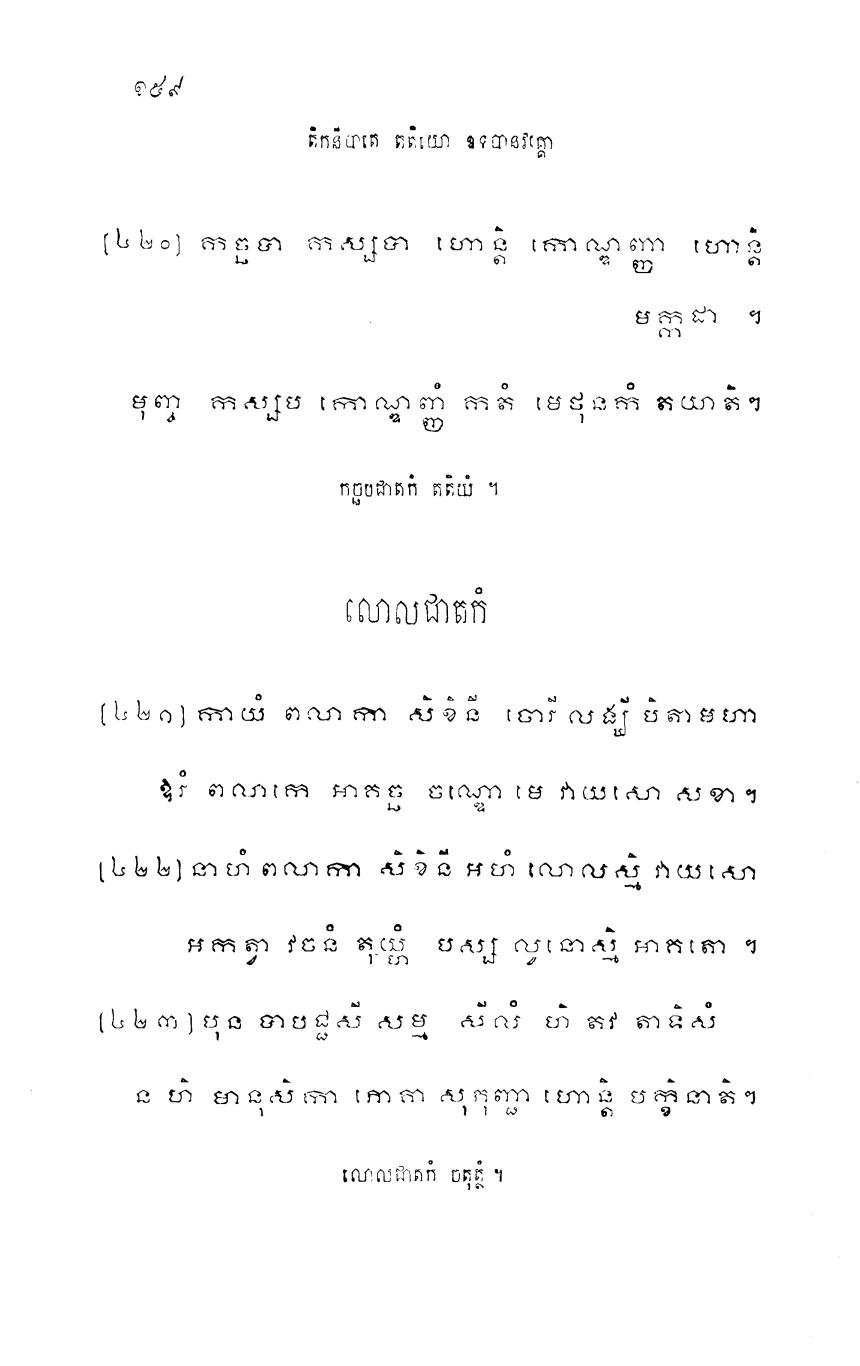 ១៥៩
តិកនិបាតេ តតិយោ ឧទបានវគ្គោ
[៤២០] កច្ឆបា កស្សបា ហោន្តិ កោណ្ឌញ្ញា ហោន្តិ
មក្កដា ។
មុញ្ច កស្សប កោណ្ឌញ្ញំ កតំ មេថុនកំ តយាតិ។
កច្ឆបជាតកំ តតិយំ ។
លោលជាតកំ
[៤២១] កាយំ ពលាកា សិខិនី ចោរី លង្ឃី បិតាមហា
ឱរំ ពលាកេ អាគច្ឆ ចណ្ឌោ មេ វាយសោ សខា។
[៤២២] នាហំ ពលាកា សិខិនី អហំ លោលស្មិ វាយសោ
អកត្វា វចនំ តុយ្ហំ បស្ស លូនោស្មិ អាគតោ ។
[៤២៣] បុន បាបជ្ជសី សម្ម សីលំ ហិ តវ តាទិសំ
ន ហិ មានុសិកា ភោគា សុភុញ្ជា ហោន្តិ បក្ខិនាតិ។
លោលជាតកំ ចតុត្ថំ ។